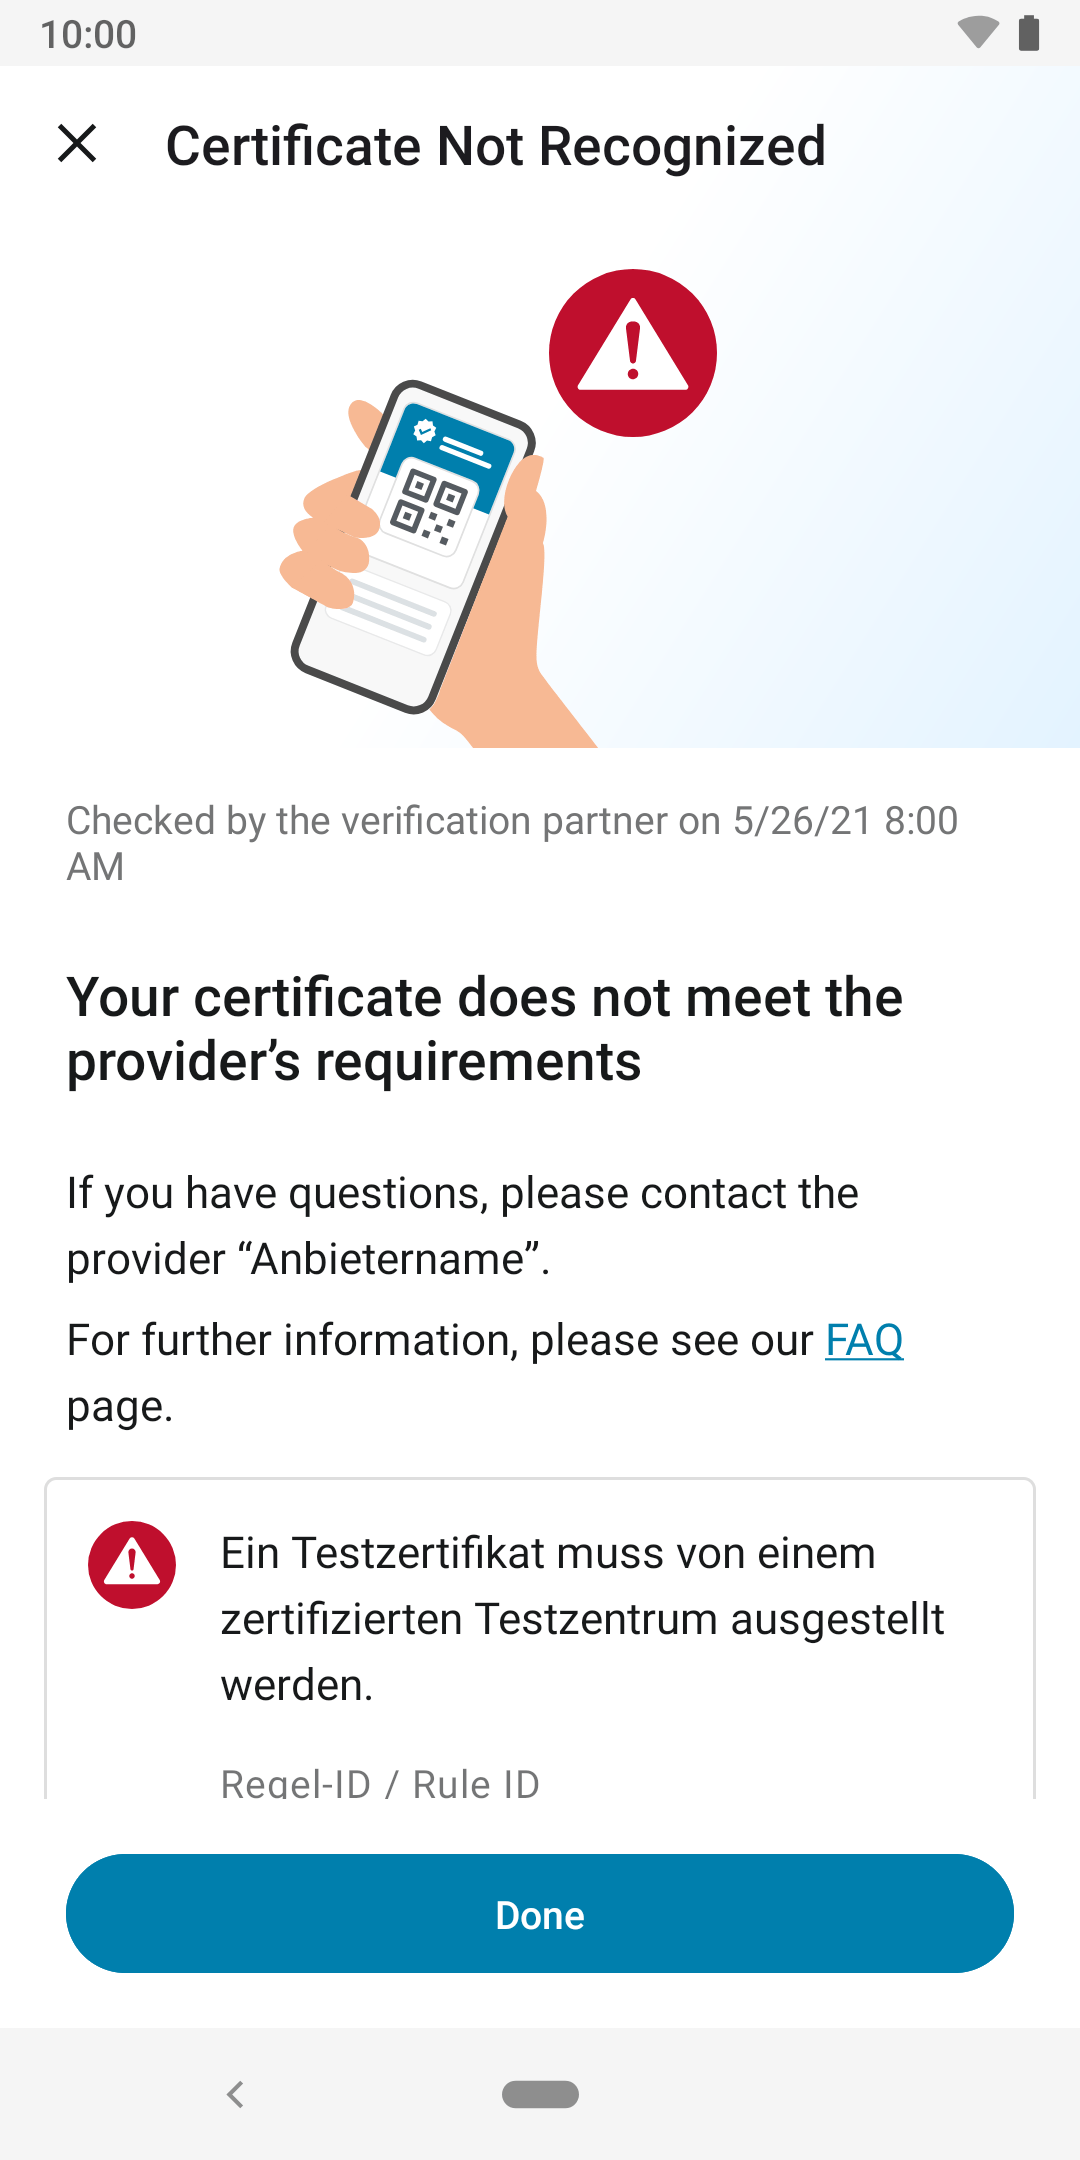 10:00
Certificate Not Recognized
Checked by the verification partner on 5/26/21 8:00
AM
Your certificate does not meet the
provider’s requirements
If you have questions, please contact the
provider “Anbietername”.
For further information, please see our FAQ
page.
Ein Testzertifikat muss von einem
zertifizierten Testzentrum ausgestellt
werden.
Regel-ID / Rule ID
Done